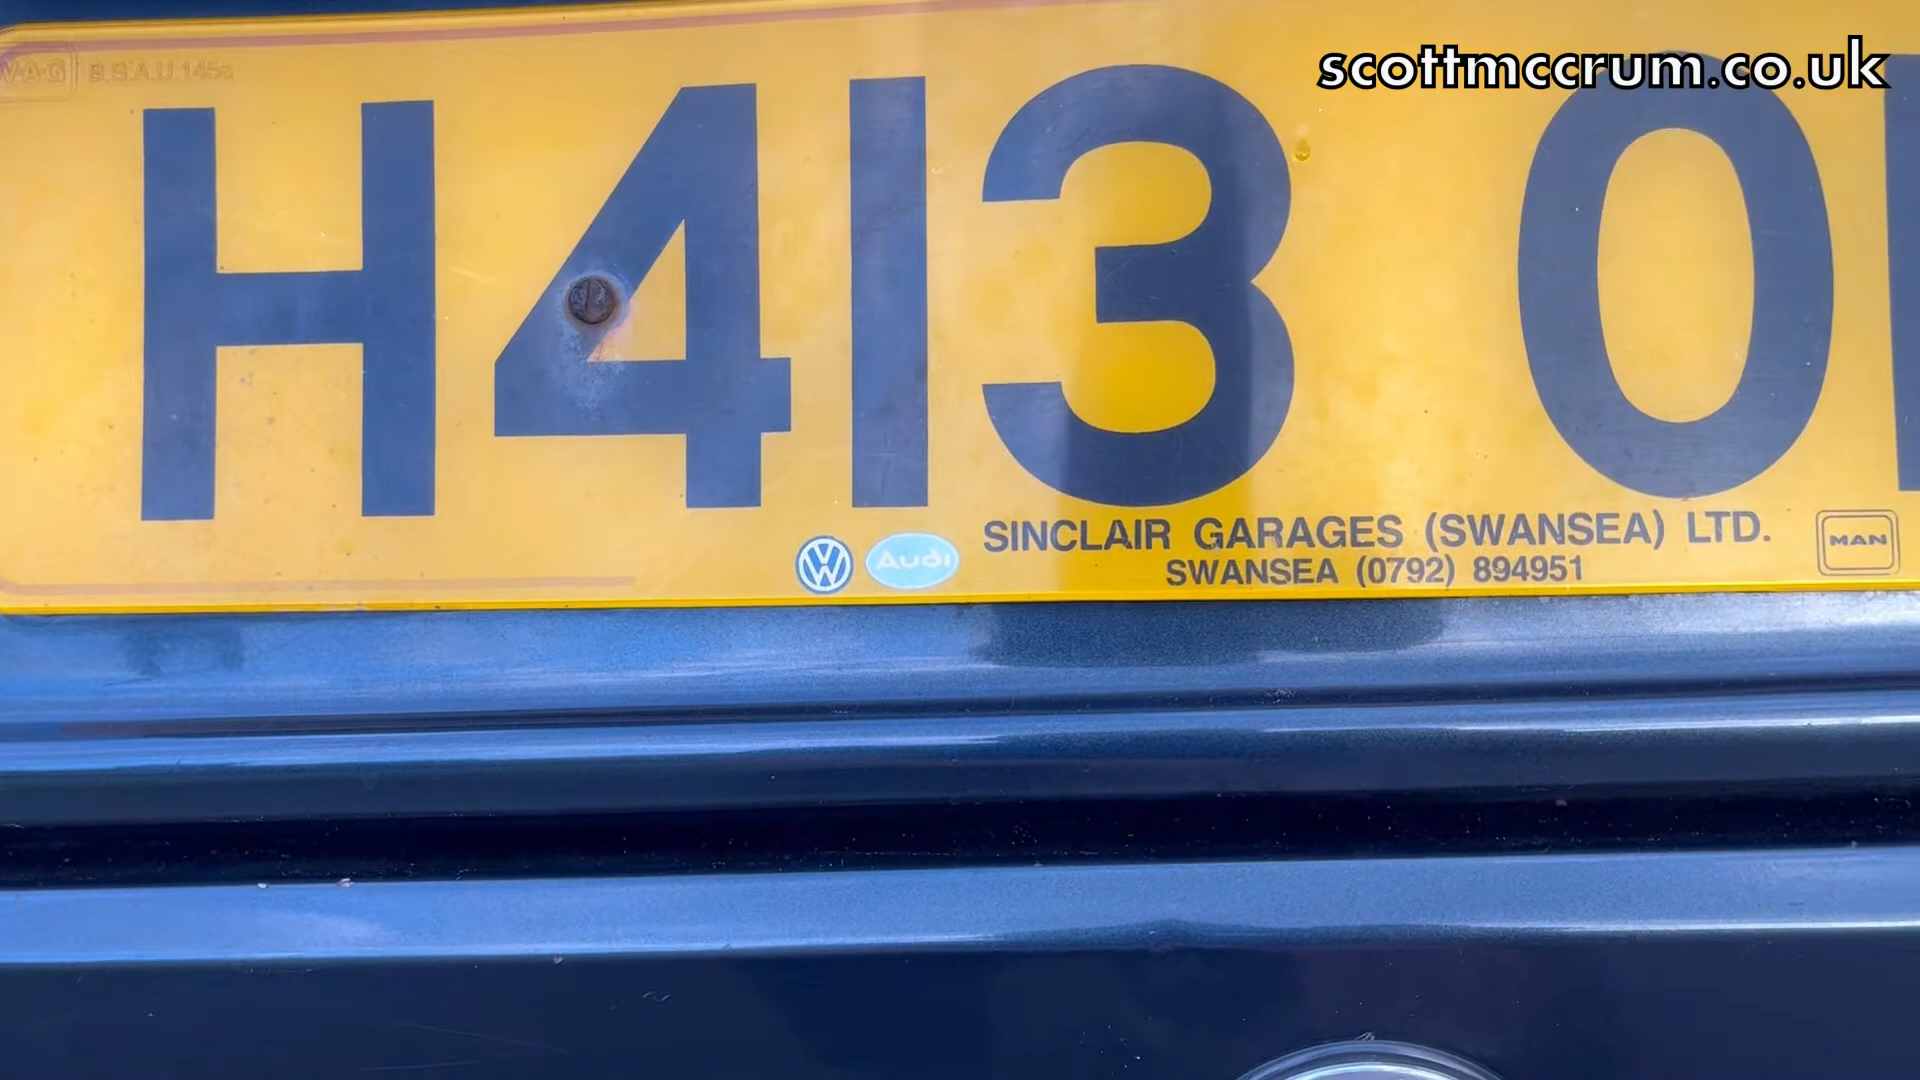 scottmccrum.co.uk
V·A·G B.S.A.U.145a
H413 O
Audi SINCLAIR GARAGES (SWANSEA) LTD. MAN
SWANSEA (0792) 894951